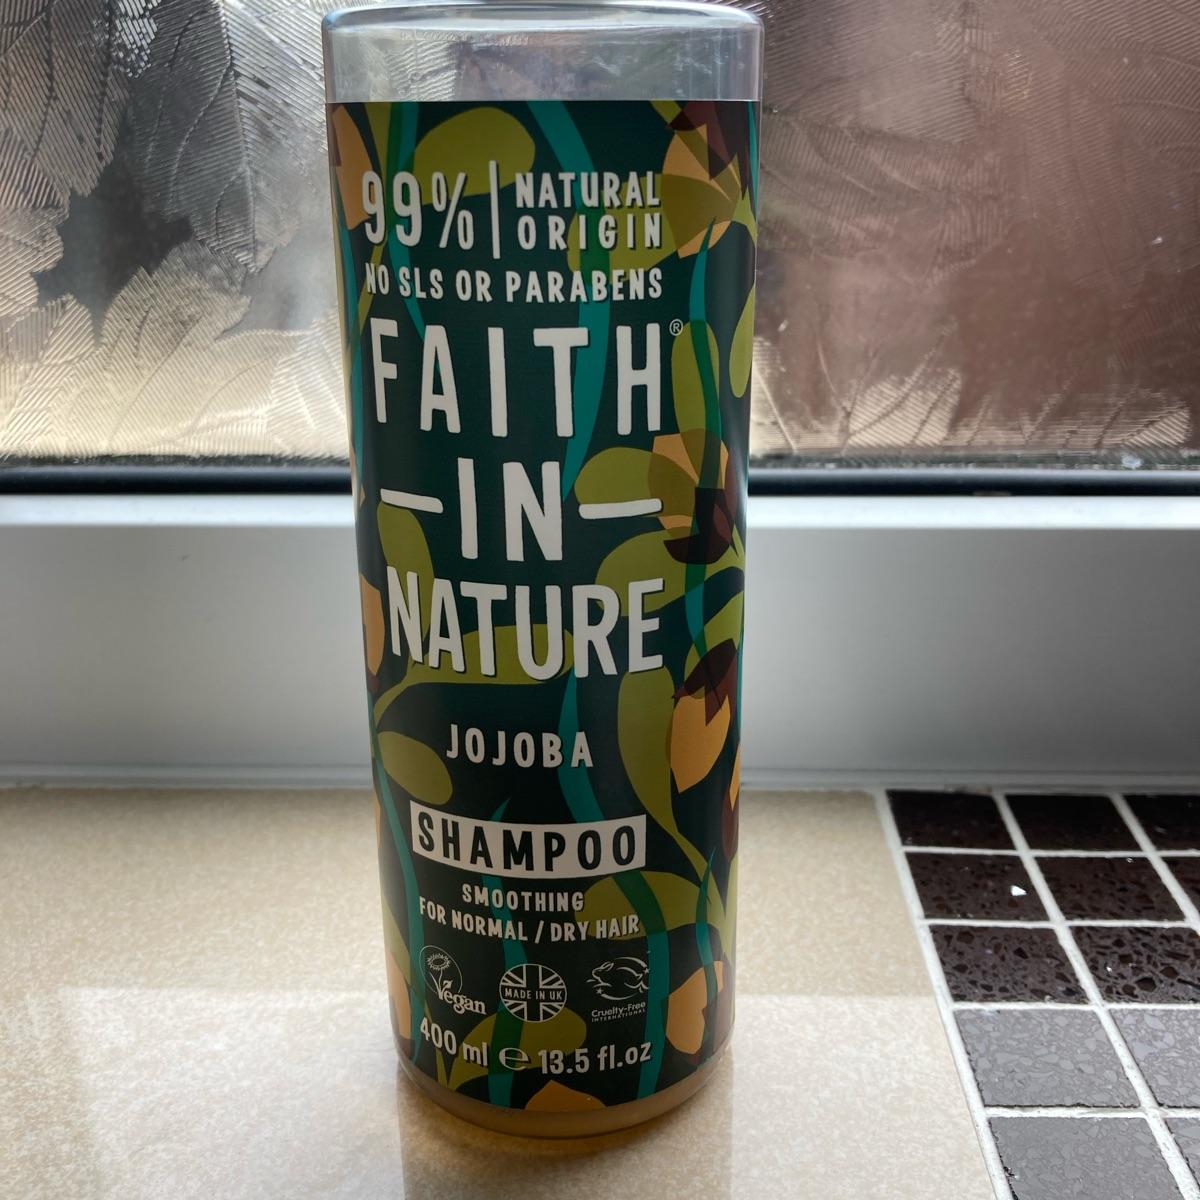 99% | NATURAL
ORIGIN
NO SLS OR PARABENS
FAITH®
—IN—
NATURE
JOJOBA
SHAMPOO
SMOOTHING
FOR NORMAL / DRY HAIR
Vegan
MADE IN UK
Cruelty-Free
INTERNATIONAL
400 ml ℮ 13.5 fl.oz